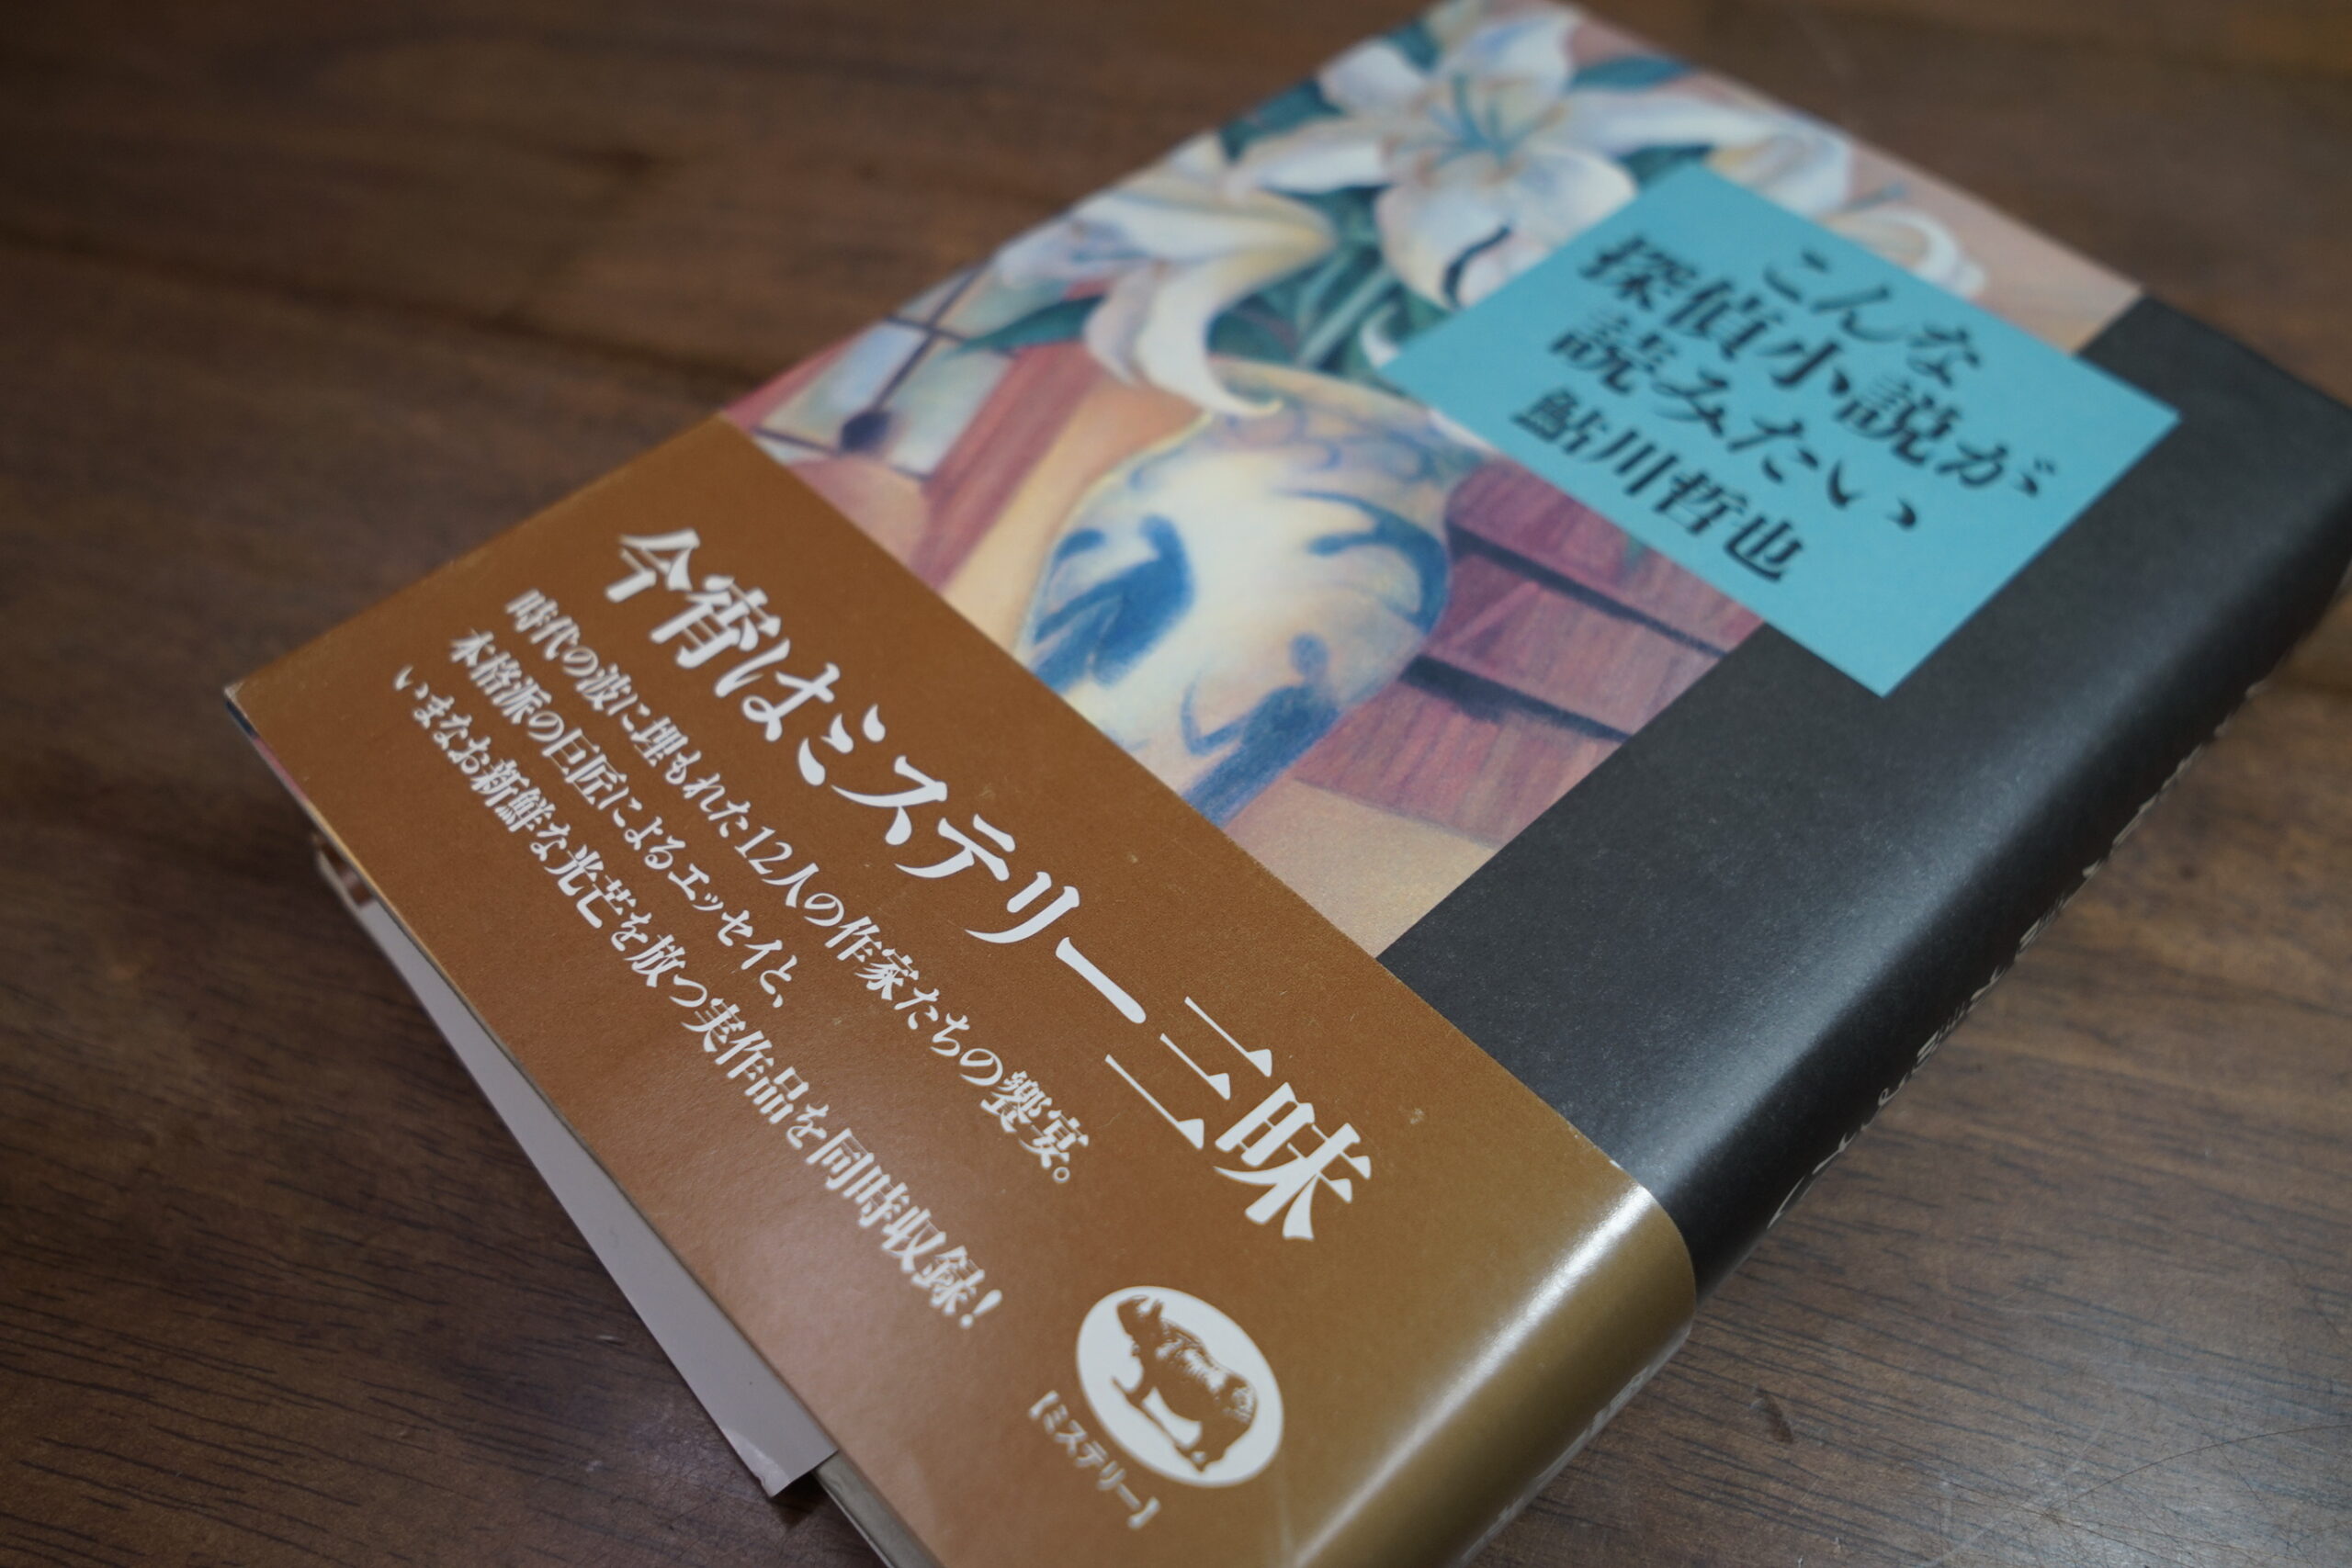 こんな
探偵小説が
読みたい
鮎川哲也
今宵はミステリー三昧
時代の波に埋もれた12人の作家たちの饗宴。
本格派の巨匠によるエッセイと、
いまなお新鮮な光芒を放つ実作品を同時収録!
【ミステリー】